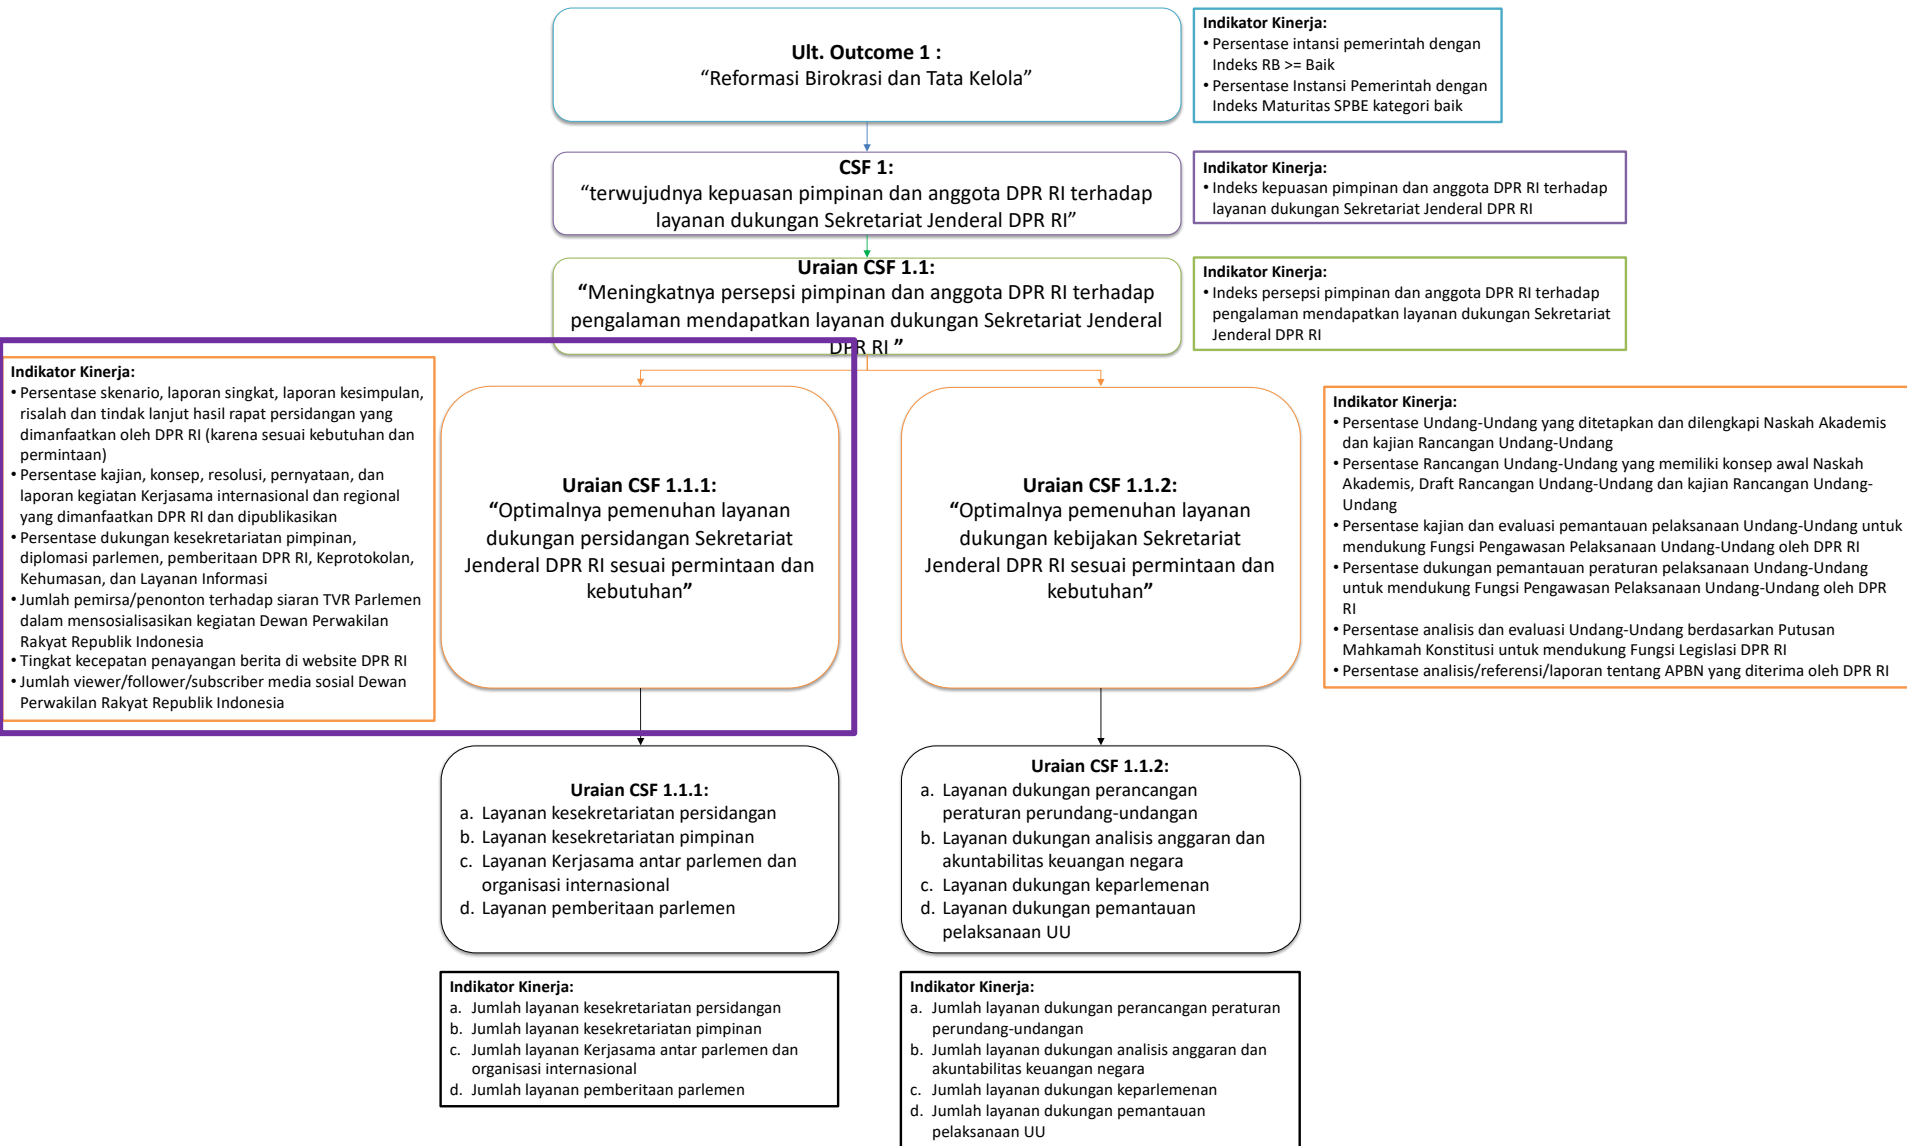 Ult. Outcome 1 :
“Reformasi Birokrasi dan Tata Kelola”
Indikator Kinerja:
• Persentase intansi pemerintah dengan
Indeks RB >= Baik
• Persentase Instansi Pemerintah dengan
Indeks Maturitas SPBE kategori baik
CSF 1:
“terwujudnya kepuasan pimpinan dan anggota DPR RI terhadap
layanan dukungan Sekretariat Jenderal DPR RI”
Indikator Kinerja:
• Indeks kepuasan pimpinan dan anggota DPR RI terhadap
layanan dukungan Sekretariat Jenderal DPR RI
Uraian CSF 1.1:
“Meningkatnya persepsi pimpinan dan anggota DPR RI terhadap
pengalaman mendapatkan layanan dukungan Sekretariat Jenderal
DPR RI ”
Indikator Kinerja:
• Indeks persepsi pimpinan dan anggota DPR RI terhadap
pengalaman mendapatkan layanan dukungan Sekretariat
Jenderal DPR RI
Indikator Kinerja:
• Persentase skenario, laporan singkat, laporan kesimpulan,
risalah dan tindak lanjut hasil rapat persidangan yang
dimanfaatkan oleh DPR RI (karena sesuai kebutuhan dan
permintaan)
• Persentase kajian, konsep, resolusi, pernyataan, dan
laporan kegiatan Kerjasama internasional dan regional
yang dimanfaatkan DPR RI dan dipublikasikan
• Persentase dukungan kesekretariatan pimpinan,
diplomasi parlemen, pemberitaan DPR RI, Keprotokolan,
Kehumasan, dan Layanan Informasi
• Jumlah pemirsa/penonton terhadap siaran TVR Parlemen
dalam mensosialisasikan kegiatan Dewan Perwakilan
Rakyat Republik Indonesia
• Tingkat kecepatan penayangan berita di website DPR RI
• Jumlah viewer/follower/subscriber media sosial Dewan
Perwakilan Rakyat Republik Indonesia
Uraian CSF 1.1.1:
“Optimalnya pemenuhan layanan
dukungan persidangan Sekretariat
Jenderal DPR RI sesuai permintaan dan
kebutuhan”
Uraian CSF 1.1.2:
“Optimalnya pemenuhan layanan
dukungan kebijakan Sekretariat
Jenderal DPR RI sesuai permintaan dan
kebutuhan”
Indikator Kinerja:
• Persentase Undang-Undang yang ditetapkan dan dilengkapi Naskah Akademis
dan kajian Rancangan Undang-Undang
• Persentase Rancangan Undang-Undang yang memiliki konsep awal Naskah
Akademis, Draft Rancangan Undang-Undang dan kajian Rancangan Undang-
Undang
• Persentase kajian dan evaluasi pemantauan pelaksanaan Undang-Undang untuk
mendukung Fungsi Pengawasan Pelaksanaan Undang-Undang oleh DPR RI
• Persentase dukungan pemantauan peraturan pelaksanaan Undang-Undang
untuk mendukung Fungsi Pengawasan Pelaksanaan Undang-Undang oleh DPR
RI
• Persentase analisis dan evaluasi Undang-Undang berdasarkan Putusan
Mahkamah Konstitusi untuk mendukung Fungsi Legislasi DPR RI
• Persentase analisis/referensi/laporan tentang APBN yang diterima oleh DPR RI
Uraian CSF 1.1.1:
a. Layanan kesekretariatan persidangan
b. Layanan kesekretariatan pimpinan
c. Layanan Kerjasama antar parlemen dan
organisasi internasional
d. Layanan pemberitaan parlemen
Uraian CSF 1.1.2:
a. Layanan dukungan perancangan
peraturan perundang-undangan
b. Layanan dukungan analisis anggaran dan
akuntabilitas keuangan negara
c. Layanan dukungan keparlemenan
d. Layanan dukungan pemantauan
pelaksanaan UU
Indikator Kinerja:
a. Jumlah layanan kesekretariatan persidangan
b. Jumlah layanan kesekretariatan pimpinan
c. Jumlah layanan Kerjasama antar parlemen dan
organisasi internasional
d. Jumlah layanan pemberitaan parlemen
Indikator Kinerja:
a. Jumlah layanan dukungan perancangan peraturan
perundang-undangan
b. Jumlah layanan dukungan analisis anggaran dan
akuntabilitas keuangan negara
c. Jumlah layanan dukungan keparlemenan
d. Jumlah layanan dukungan pemantauan
pelaksanaan UU